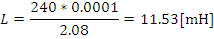 L = 240 * 0.0001 / 2.08 = 11.53[mH]